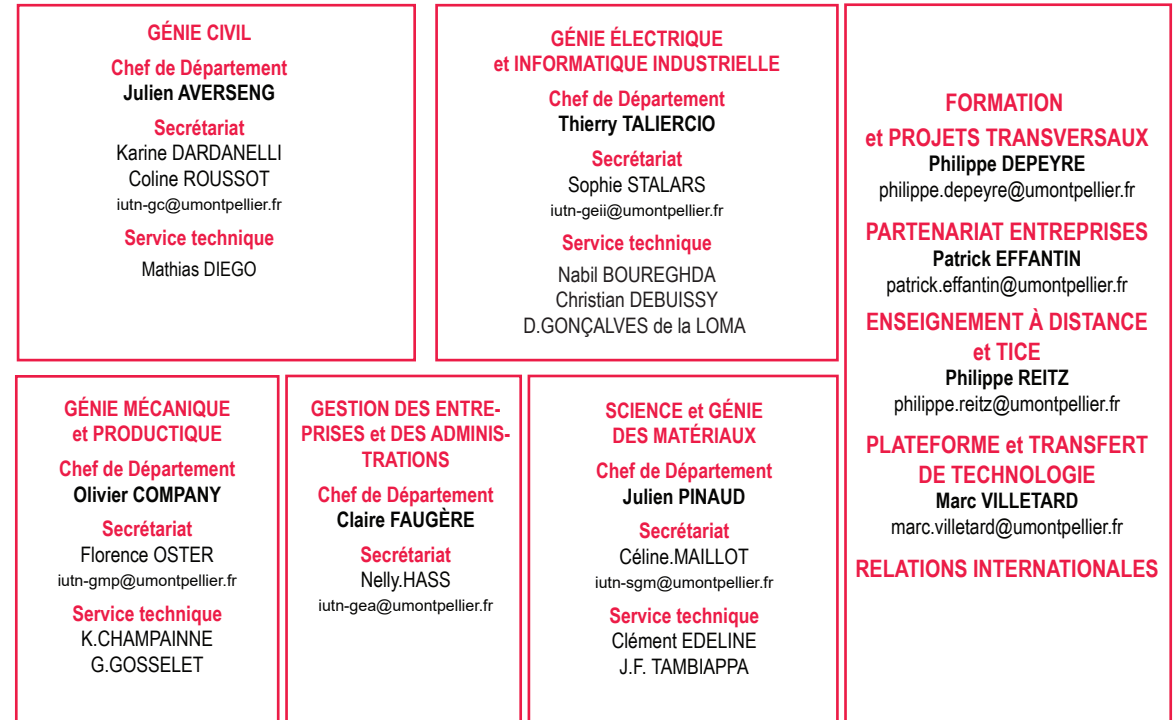 GÉNIE CIVIL
Chef de Département
Julien AVERSENG
Secrétariat
Karine DARDANELLI
Coline ROUSSOT
iutn-gc@umontpellier.fr
Service technique
Mathias DIEGO
GÉNIE ÉLECTRIQUE
et INFORMATIQUE INDUSTRIELLE
Chef de Département
Thierry TALIERCIO
Secrétariat
Sophie STALARS
iutn-geii@umontpellier.fr
Service technique
Nabil BOUREGHDA
Christian DEBUISSY
D.GONÇALVES de la LOMA
GÉNIE MÉCANIQUE
et PRODUCTIQUE
Chef de Département
Olivier COMPANY
Secrétariat
Florence OSTER
iutn-gmp@umontpellier.fr
Service technique
K.CHAMPAINNE
G.GOSSELET
GESTION DES ENTRE-
PRISES et DES ADMINIS-
TRATIONS
Chef de Département
Claire FAUGÈRE
Secrétariat
Nelly.HASS
iutn-gea@umontpellier.fr
SCIENCE et GÉNIE
DES MATÉRIAUX
Chef de Département
Julien PINAUD
Secrétariat
Céline.MAILLOT
iutn-sgm@umontpellier.fr
Service technique
Clément EDELINE
J.F. TAMBIAPPA
FORMATION
et PROJETS TRANSVERSAUX
Philippe DEPEYRE
philippe.depeyre@umontpellier.fr
PARTENARIAT ENTREPRISES
Patrick EFFANTIN
patrick.effantin@umontpellier.fr
ENSEIGNEMENT À DISTANCE
et TICE
Philippe REITZ
philippe.reitz@umontpellier.fr
PLATEFORME et TRANSFERT
DE TECHNOLOGIE
Marc VILLETARD
marc.villetard@umontpellier.fr
RELATIONS INTERNATIONALES